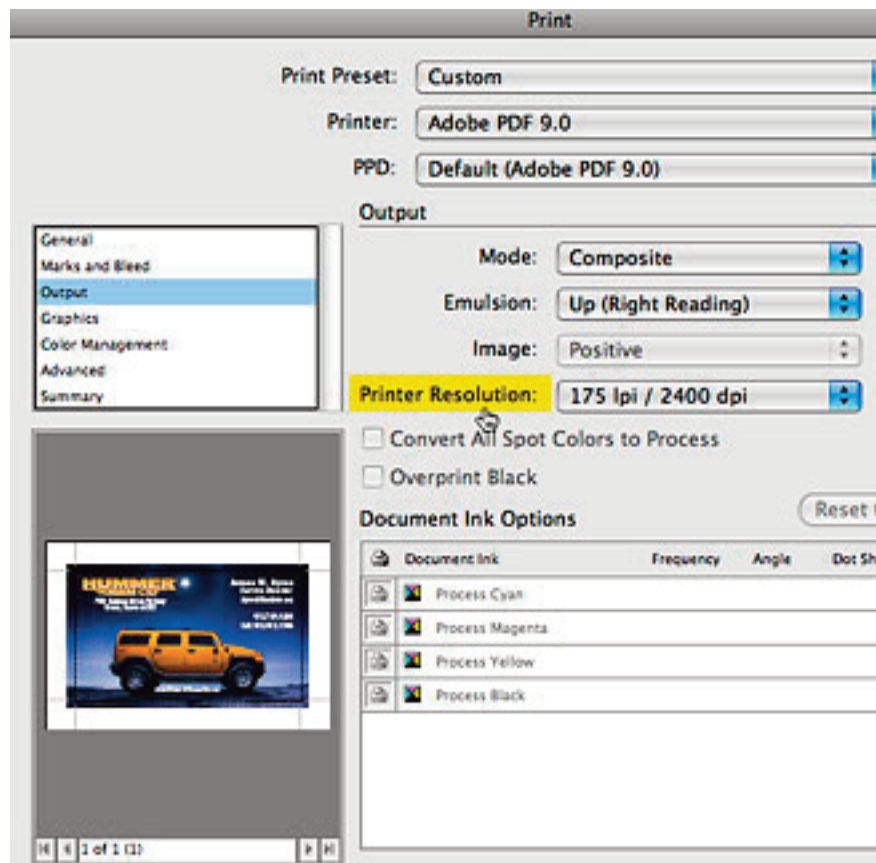 Print
Print Preset: Custom
Printer: Adobe PDF 9.0
PPD: Default (Adobe PDF 9.0)
General
Marks and Bleed
Output
Graphics
Color Management
Advanced
Summary
Output
Mode: Composite
Emulsion: Up (Right Reading)
Image: Positive
Printer Resolution: 175 lpi / 2400 dpi
Convert All Spot Colors to Process
Overprint Black
Document Ink Options
Reset
Document Ink Frequency Angle Dot Sh
Process Cyan
Process Magenta
Process Yellow
Process Black
HUMMER
1 of 1 (1)